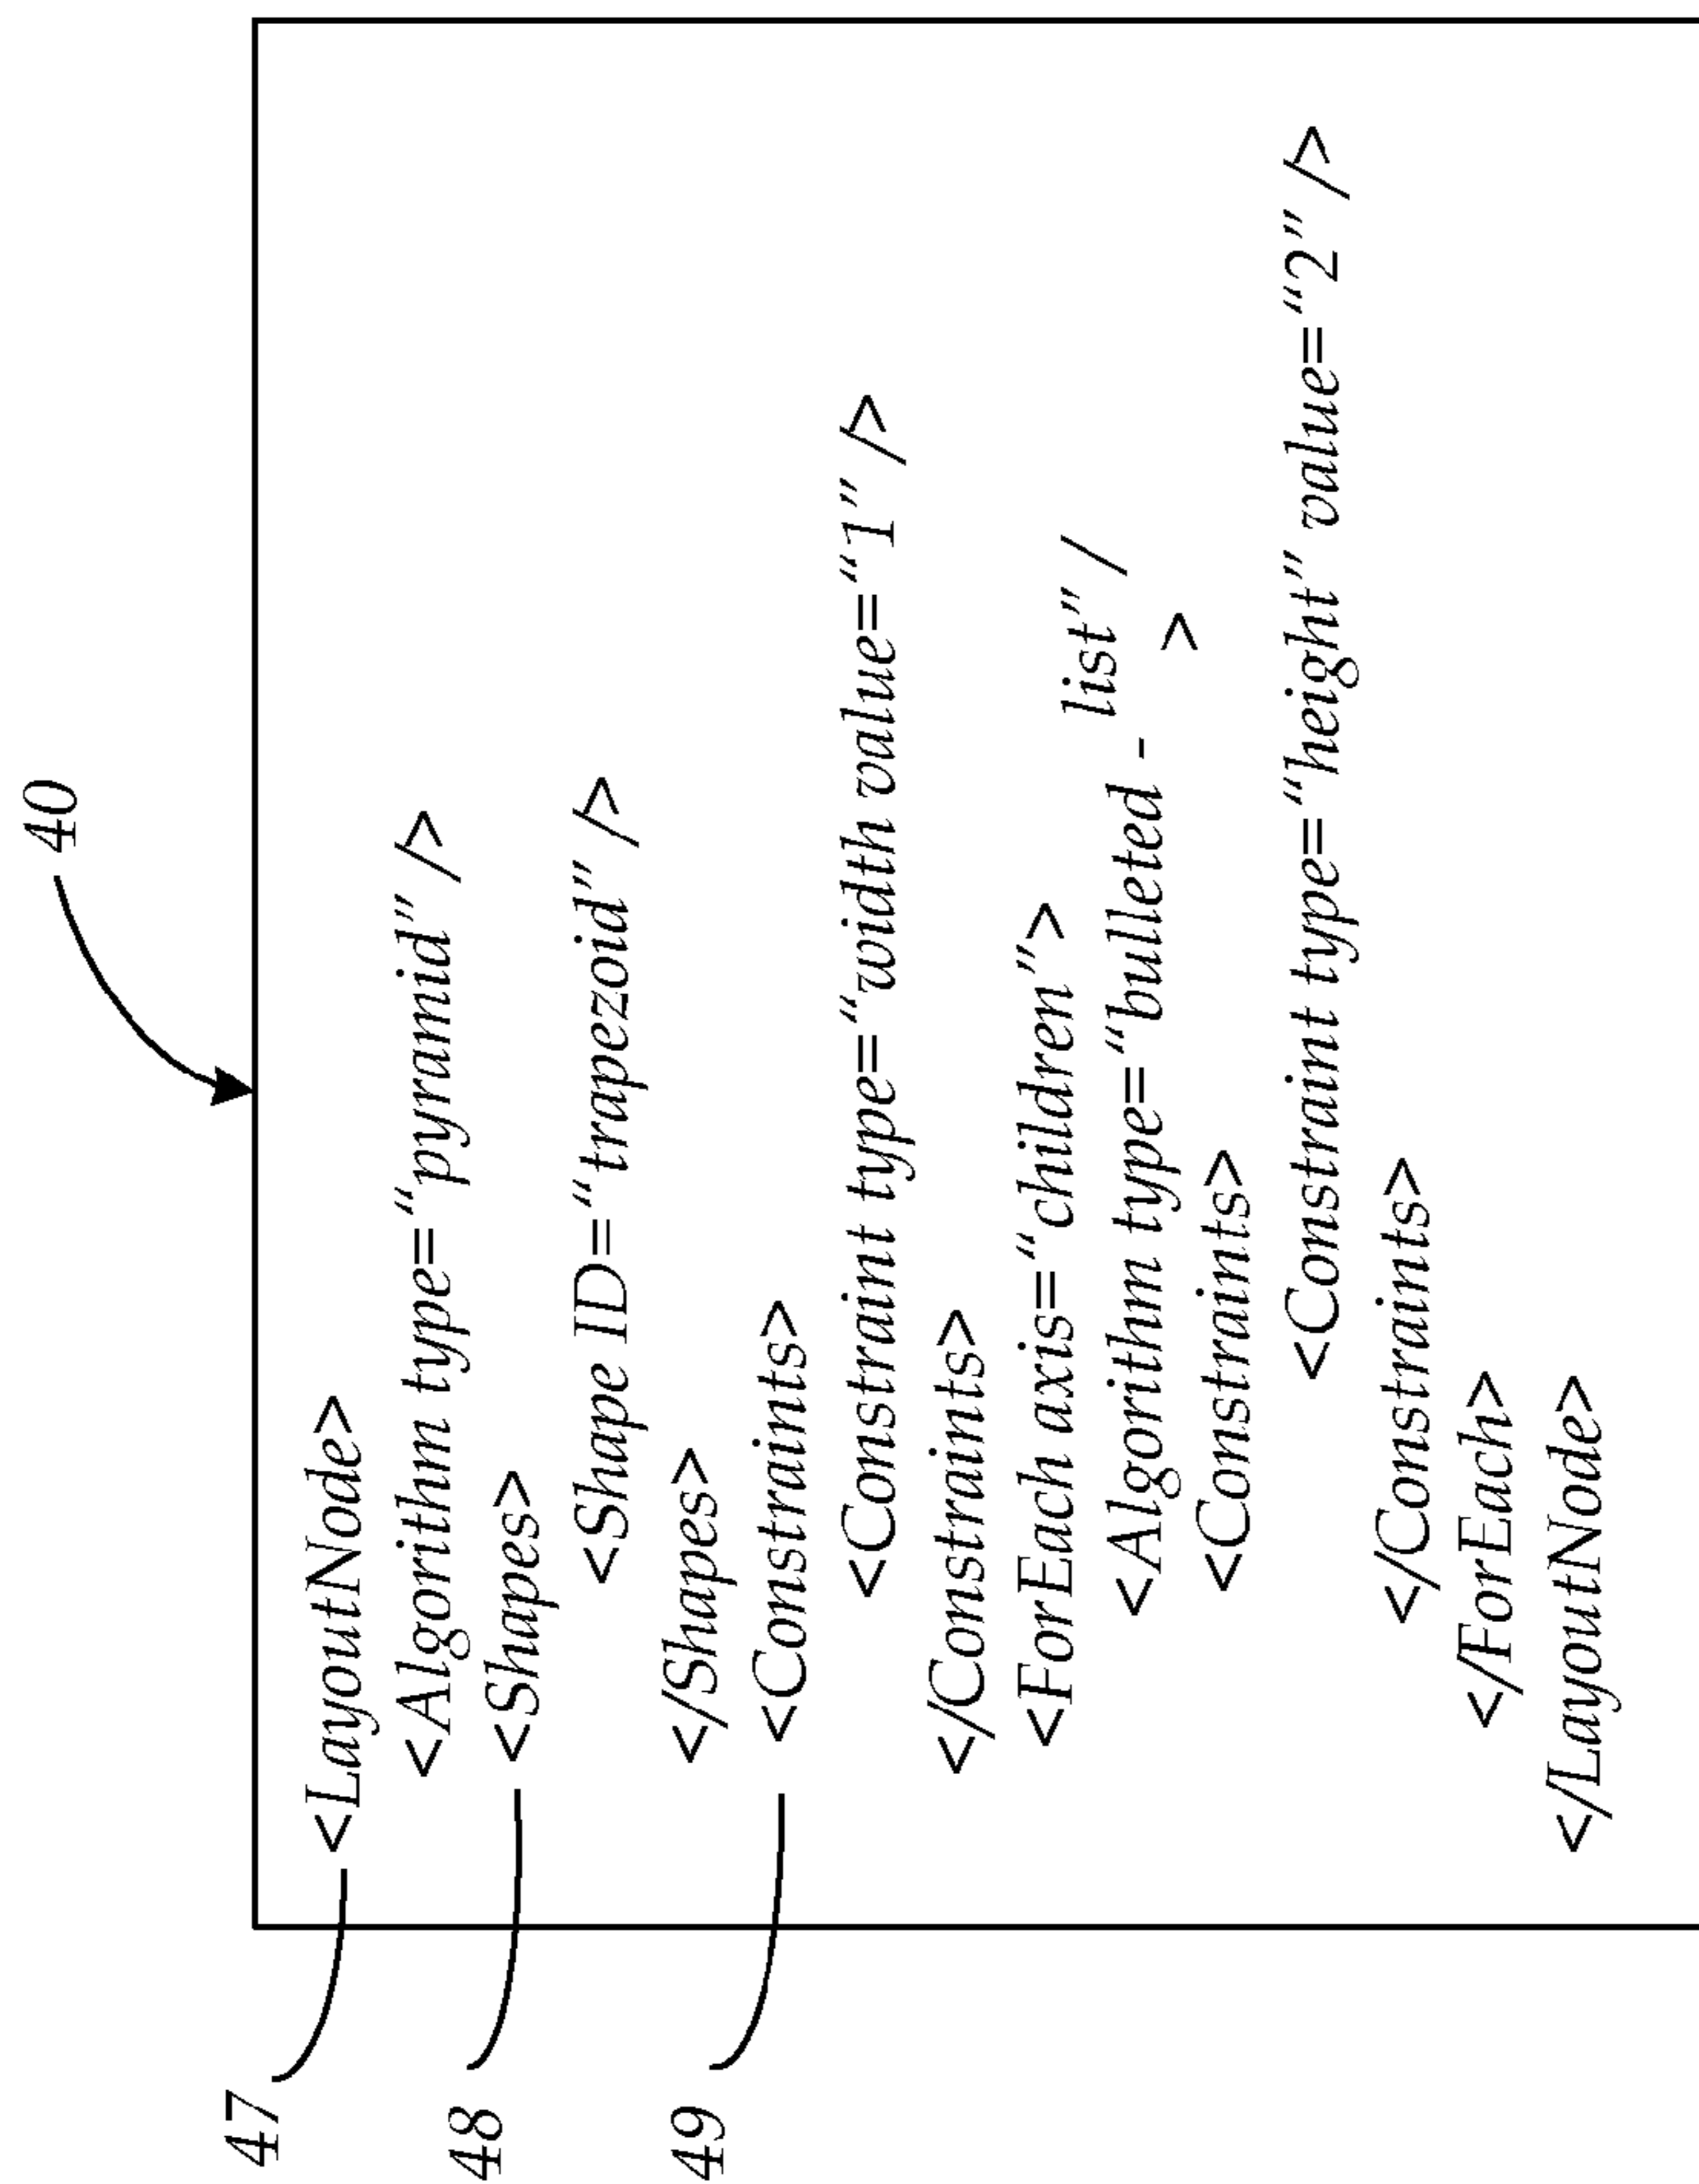 40
47
<LayoutNode>
<Algorithm type=“pyramid” />
48
<Shapes>
<Shape ID=“trapezoid” />
</Shapes>
49
<Constraints>
<Constraint type=“width value=“1” />
</Constraints>
<ForEach axis=“children”>
<Algorithm type=“bulleted - list” /
>
<Constraints>
<Constraint type=“height” value=“2” />
</Constraints>
</ForEach>
</LayoutNode>